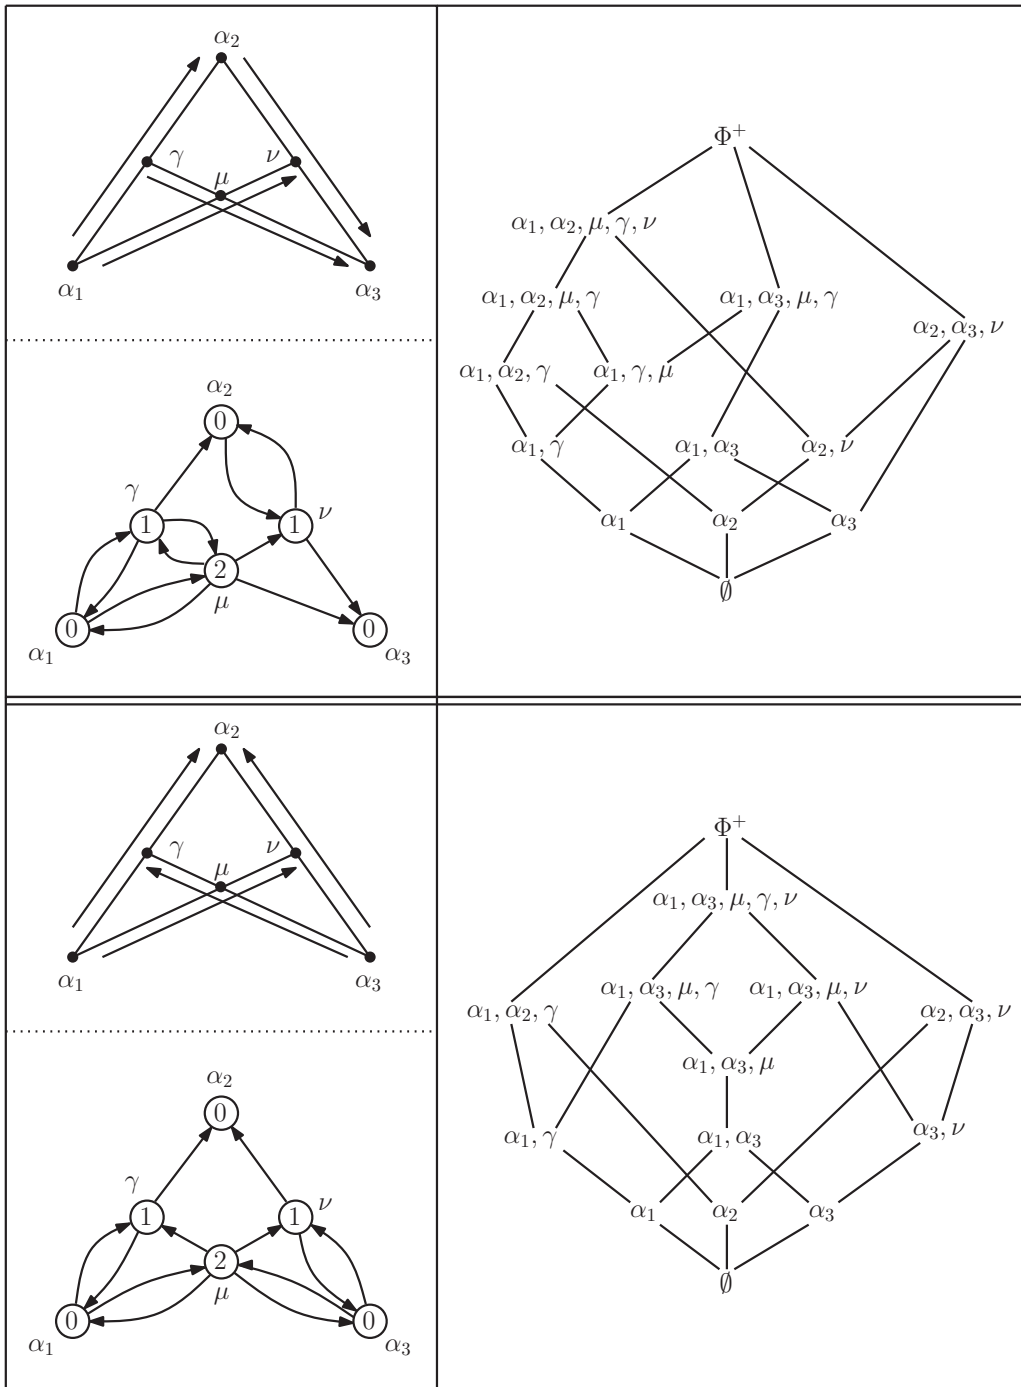 α₂
γ ν
μ
α₁ α₃
α₂
0
γ
1 1 ν
2
μ
0 0
α₁ α₃
Φ⁺
α₁, α₂, μ, γ, ν
α₁, α₂, μ, γ α₁, α₃, μ, γ
α₂, α₃, ν
α₁, α₂, γ α₁, γ, μ
α₁, γ α₁, α₃ α₂, ν
α₁ α₂ α₃
∅
α₂
γ ν
μ
α₁ α₃
α₂
0
γ
1 1 ν
2
μ
0 0
α₁ α₃
Φ⁺
α₁, α₃, μ, γ, ν
α₁, α₃, μ, γ α₁, α₃, μ, ν
α₁, α₂, γ α₂, α₃, ν
α₁, α₃, μ
α₁, γ α₁, α₃ α₃, ν
α₁ α₂ α₃
∅